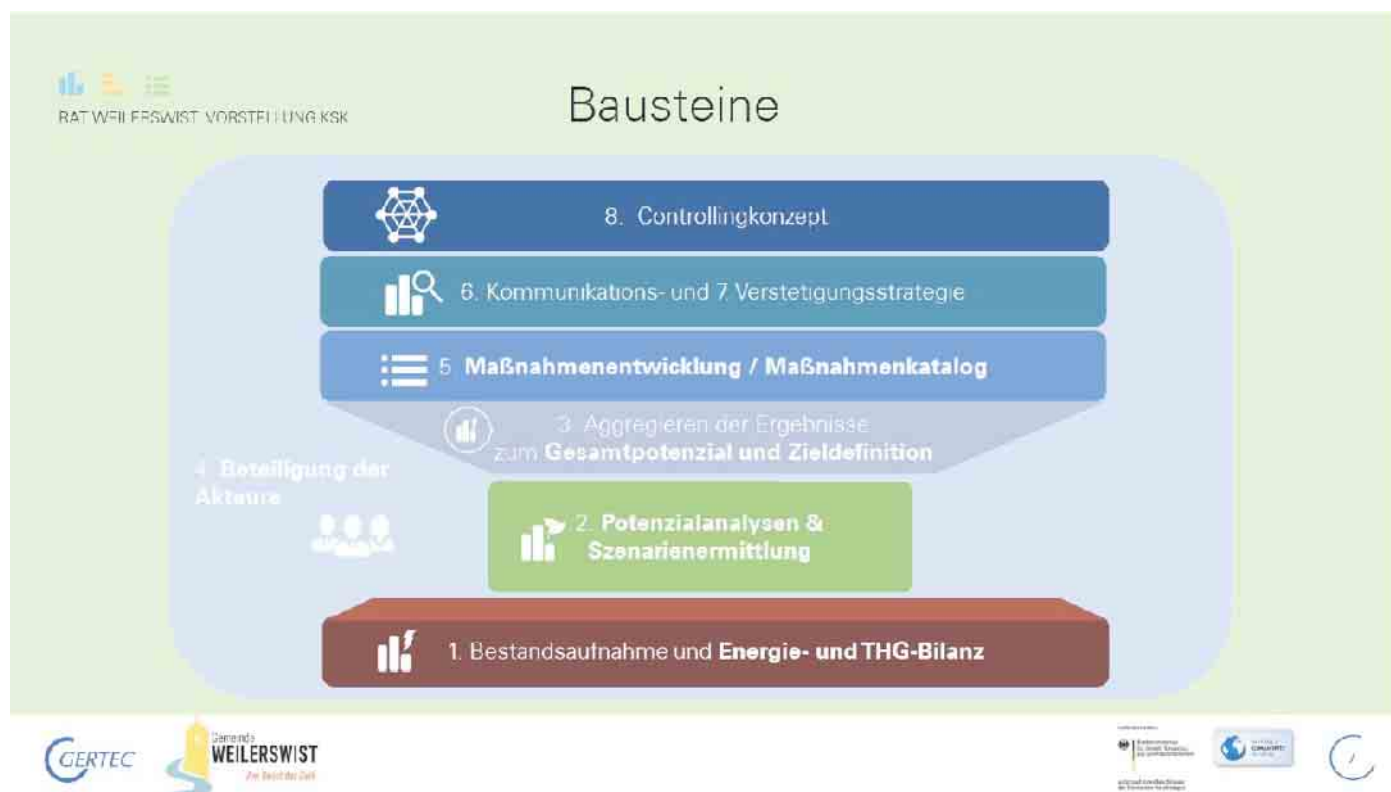 RAT WEILERSWIST VORSTELLUNG KSK
Bausteine
8. Controllingkonzept
6. Kommunikations- und 7. Verstetigungsstrategie
5. Maßnahmenentwicklung / Maßnahmenkatalog
3. Aggregieren der Ergebnisse
zum Gesamtpotenzial und Zieldefinition
4. Beteiligung der
Akteure
2. Potenzialanalysen &
Szenarienermittlung
1. Bestandsaufnahme und Energie- und THG-Bilanz
GERTEC
Gemeinde
WEILERSWIST